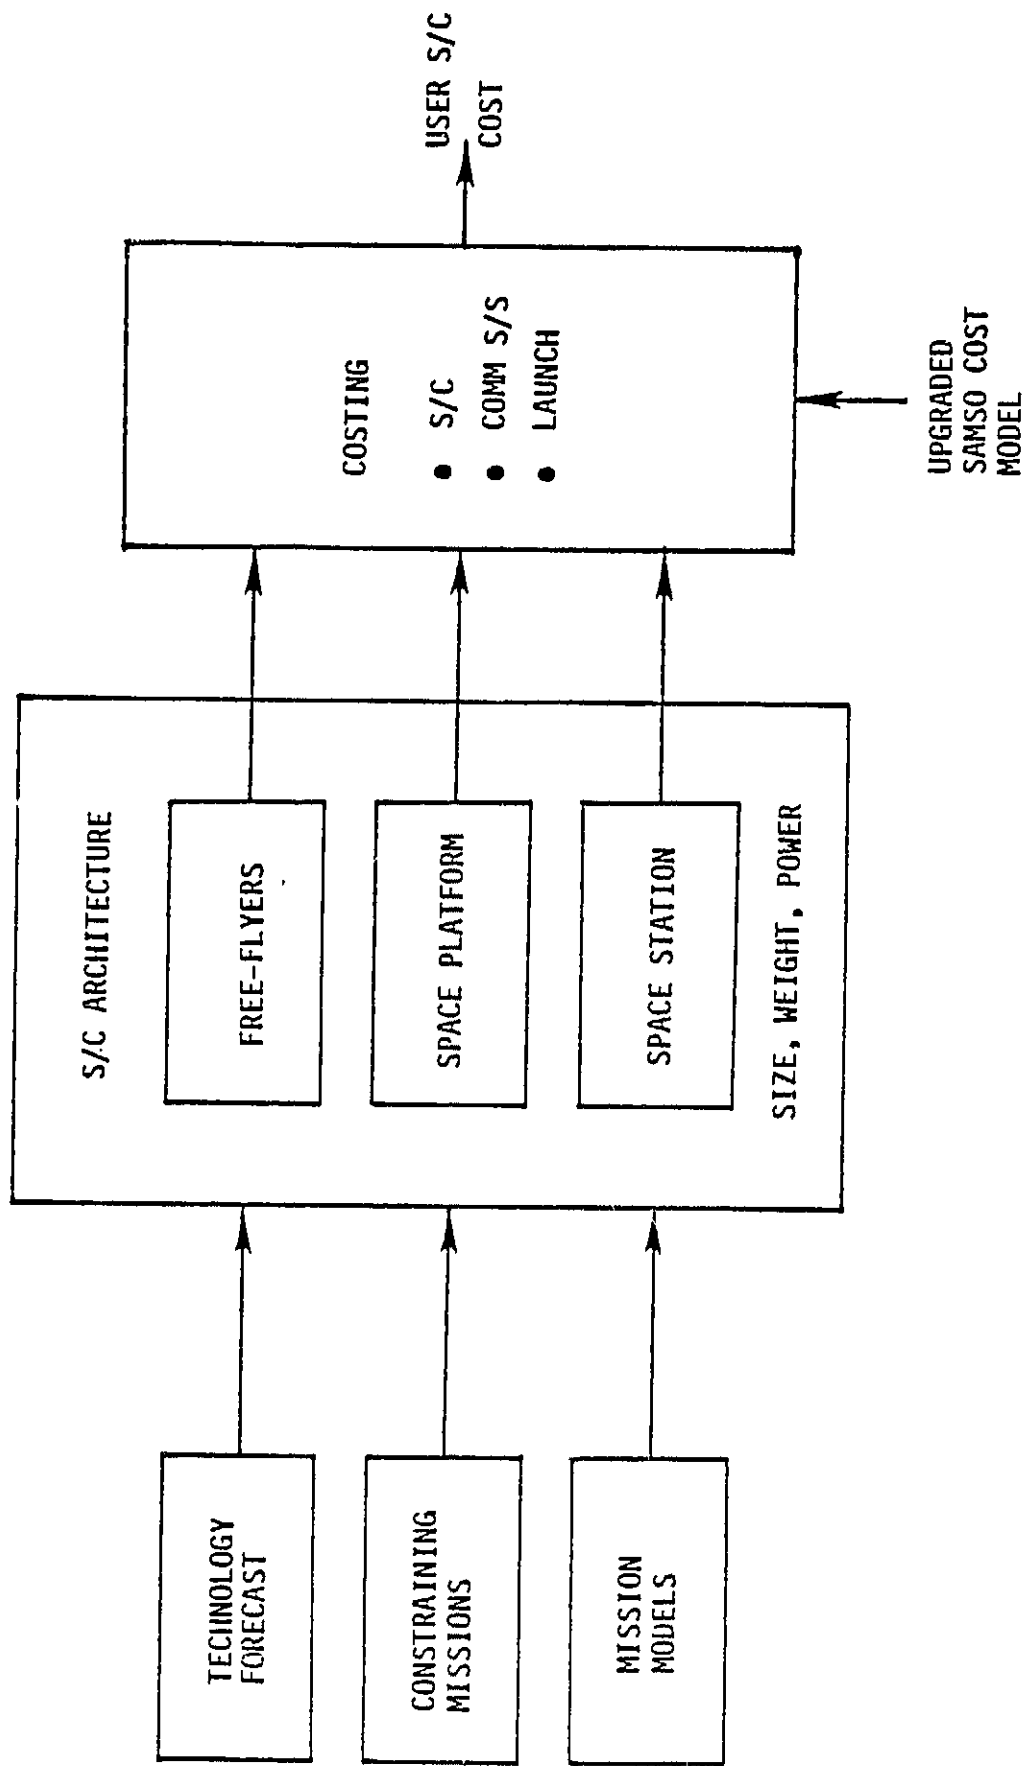 TECHNOLOGY
FORECAST
CONSTRAINING
MISSIONS
MISSION
MODELS
S/C ARCHITECTURE
FREE-FLYERS
SPACE PLATFORM
SPACE STATION
SIZE, WEIGHT, POWER
COSTING
● S/C
● COMM S/S
● LAUNCH
UPGRADED
SAMSO COST
MODEL
USER S/C
COST